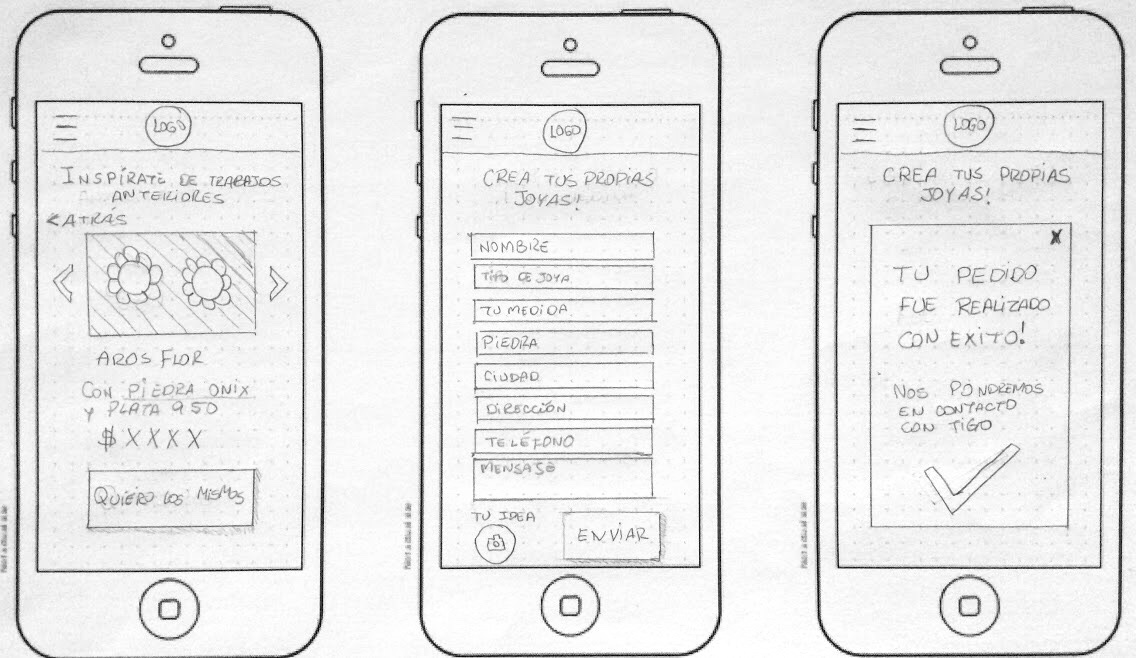 LOGO
INSPÍRATE DE TRABAJOS
ANTERIORES
< ATRAS
AROS FLOR
CON PIEDRA ONIX
Y PLATA 950
$ XXXX
QUIERO LOS MISMOS
LOGO
CREA TUS PROPIAS
JOYAS!
NOMBRE
TIPO DE JOYA
TU MEDIDA
PIEDRA
CIUDAD
DIRECCIÓN
TELÉFONO
MENSAJE
TU IDEA
ENVIAR
LOGO
CREA TUS PROPIAS
JOYAS!
X
TU PEDIDO
FUE REALIZADO
CON EXITO!
NOS PONDREMOS
EN CONTACTO
CON TIGO